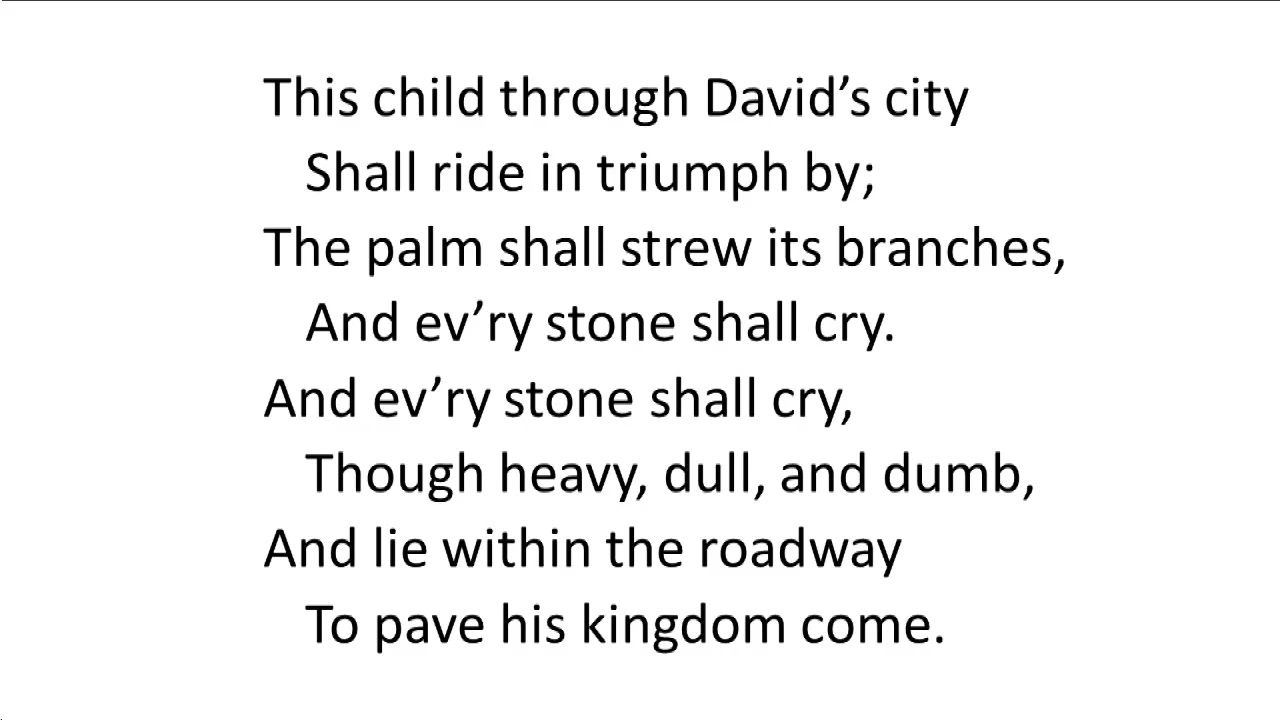 This child through David’s city
Shall ride in triumph by;
The palm shall strew its branches,
And ev’ry stone shall cry.
And ev’ry stone shall cry,
Though heavy, dull, and dumb,
And lie within the roadway
To pave his kingdom come.